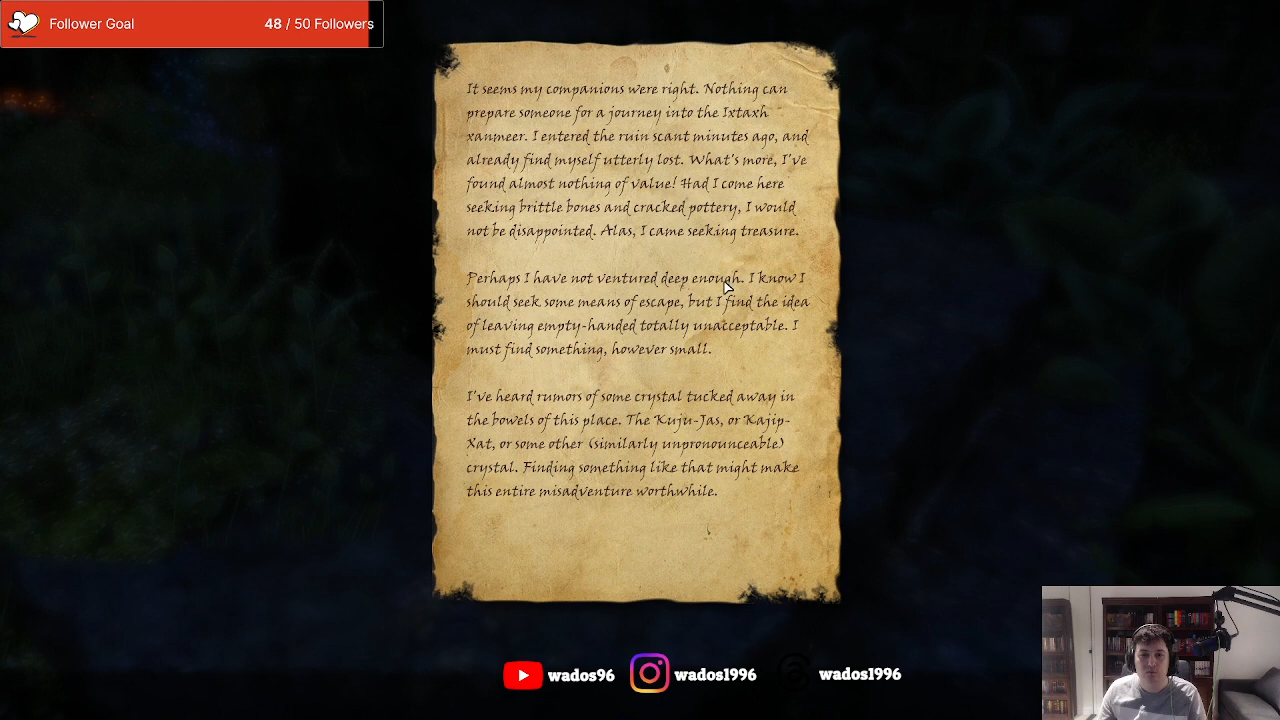 Follower Goal 48 / 50 Followers
It seems my companions were right. Nothing can
prepare someone for a journey into the Ixtaxh
xanmeer. I entered the ruin scant minutes ago, and
already find myself utterly lost. What's more, I've
found almost nothing of value! Had I come here
seeking brittle bones and cracked pottery, I would
not be disappointed. Alas, I came seeking treasure.
Perhaps I have not ventured deep enough. I know I
should seek some means of escape, but I find the idea
of leaving empty-handed totally unacceptable. I
must find something, however small.
I've heard rumors of some crystal tucked away in
the bowels of this place. The Kuju-Jas, or Kajip-
Xat, or some other (similarly unpronounceable)
crystal. Finding something like that might make
this entire misadventure worthwhile.
wados96 wados1996 wados1996